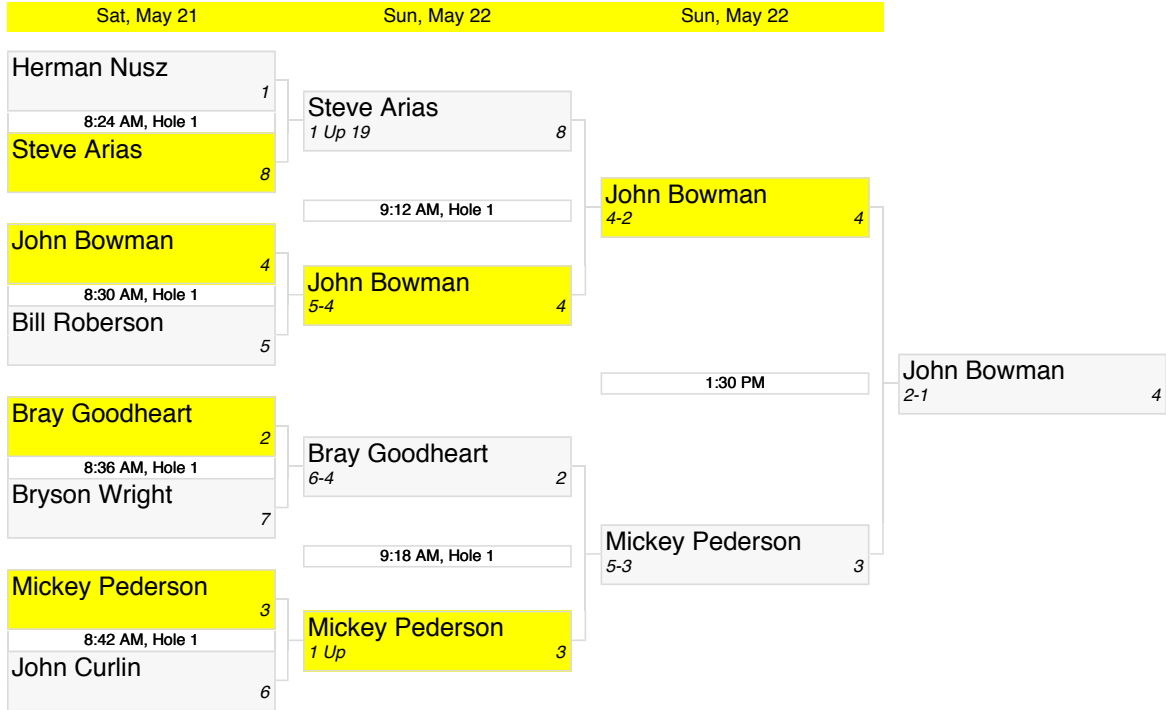 Sat, May 21
Sun, May 22
Sun, May 22
Herman Nusz
1
8:24 AM, Hole 1
Steve Arias
8
John Bowman
4
8:30 AM, Hole 1
Bill Roberson
5
Bray Goodheart
2
8:36 AM, Hole 1
Bryson Wright
7
Mickey Pederson
3
8:42 AM, Hole 1
John Curlin
6
Steve Arias
1 Up 19 8
9:12 AM, Hole 1
John Bowman
5-4 4
Bray Goodheart
6-4 2
9:18 AM, Hole 1
Mickey Pederson
1 Up 3
John Bowman
4-2 4
1:30 PM
Mickey Pederson
5-3 3
John Bowman
2-1 4